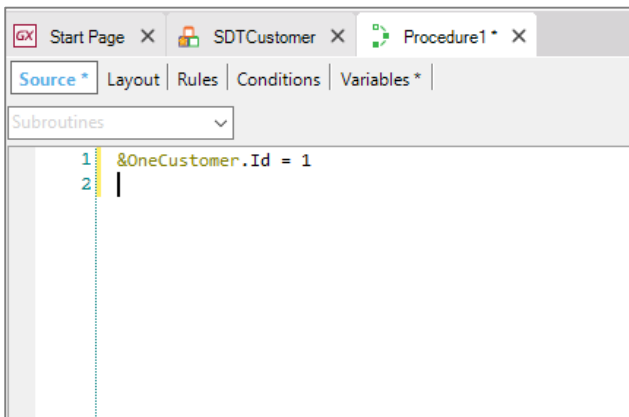 GX Start Page SDTCustomer Procedure1 *
Source * Layout Rules Conditions Variables *
Subroutines
1 &OneCustomer.Id = 1
2